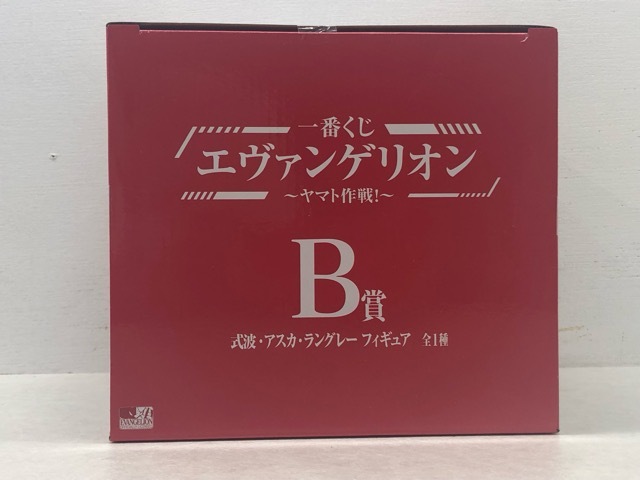 一番くじ
エヴァンゲリオン
～ヤマト作戦!～
B賞
式波・アスカ・ラングレー フィギュア 全1種
EVANGELION